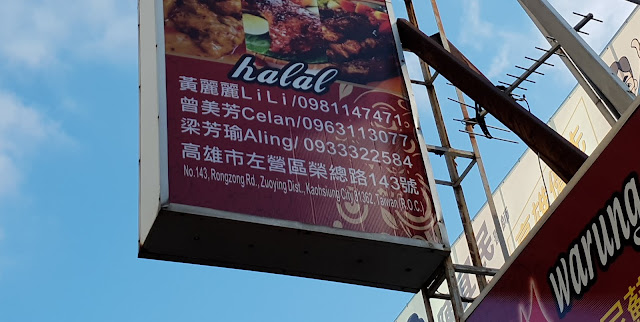 halal
黃麗麗LiLi/0981147471
曾美芳Celan/0963113077
梁芳瑜Aling/ 0933322584
高雄市左營區榮總路143號
No.143, Rongzong Rd., Zuoying Dist., Kaohsiung City 81362, Taiwan (R.O.C.)
warung